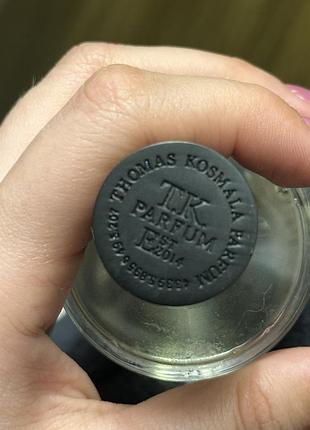 THOMAS KOSMALA PARFUM
TK
PARFUM
EST.
2014